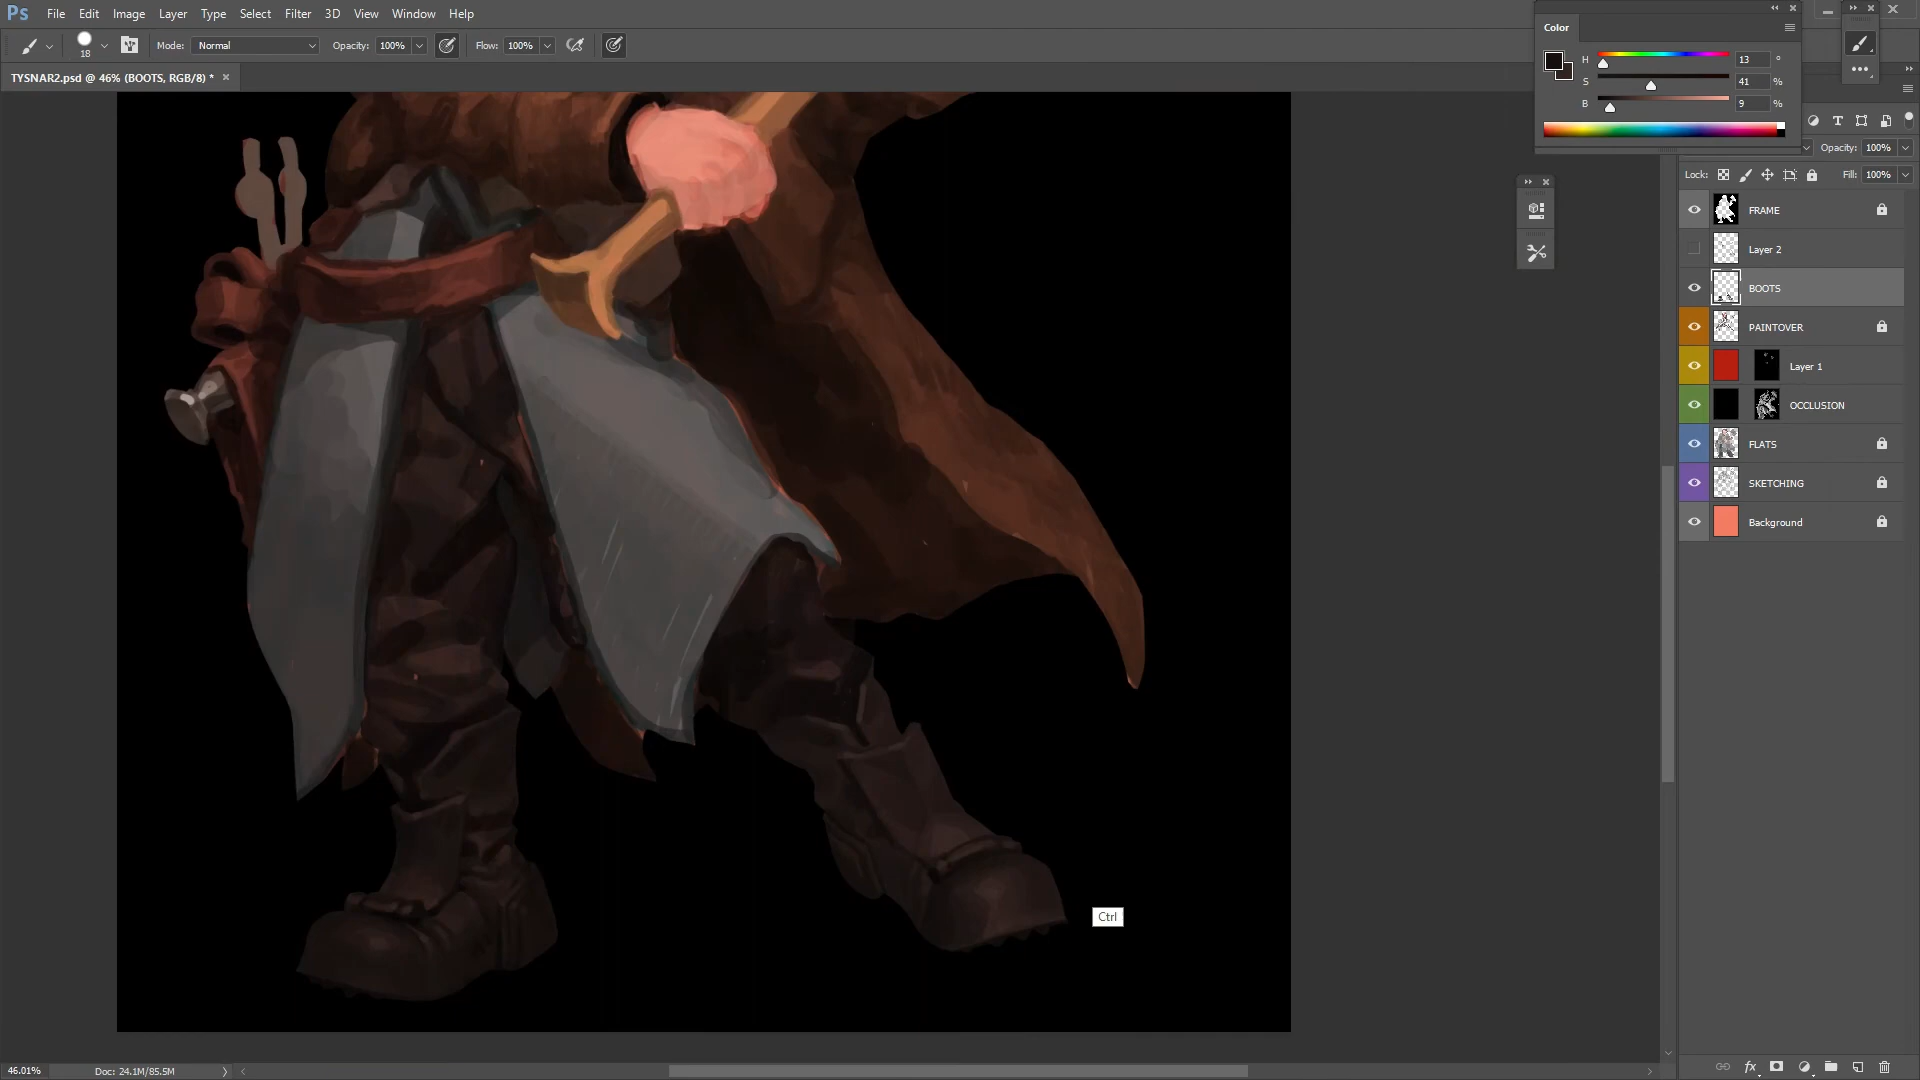 Ps File Edit Image Layer Type Select Filter 3D View Window Help
18 Mode: Normal Opacity: 100% Flow: 100%
TYSNAR2.psd @ 46% (BOOTS, RGB/8) * ×
Color
H 13 °
S 41 %
B 9 %
Opacity: 100%
Lock: Fill: 100%
FRAME
Layer 2
BOOTS
PAINTOVER
Layer 1
OCCLUSION
FLATS
SKETCHING
Background
Ctrl
fx
46.01% Doc: 24.1M/85.5M